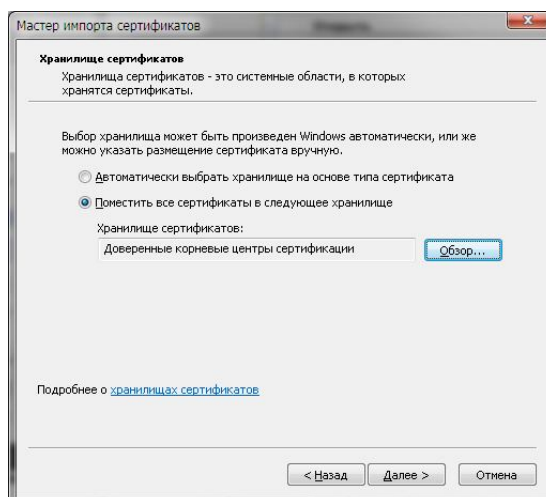 Мастер импорта сертификатов
Хранилище сертификатов
Хранилища сертификатов - это системные области, в которых
хранятся сертификаты.
Выбор хранилища может быть произведен Windows автоматически, или же
можно указать размещение сертификата вручную.
Автоматически выбрать хранилище на основе типа сертификата
Поместить все сертификаты в следующее хранилище
Хранилище сертификатов:
Доверенные корневые центры сертификации
Обзор...
Подробнее о хранилищах сертификатов
< Назад
Далее >
Отмена